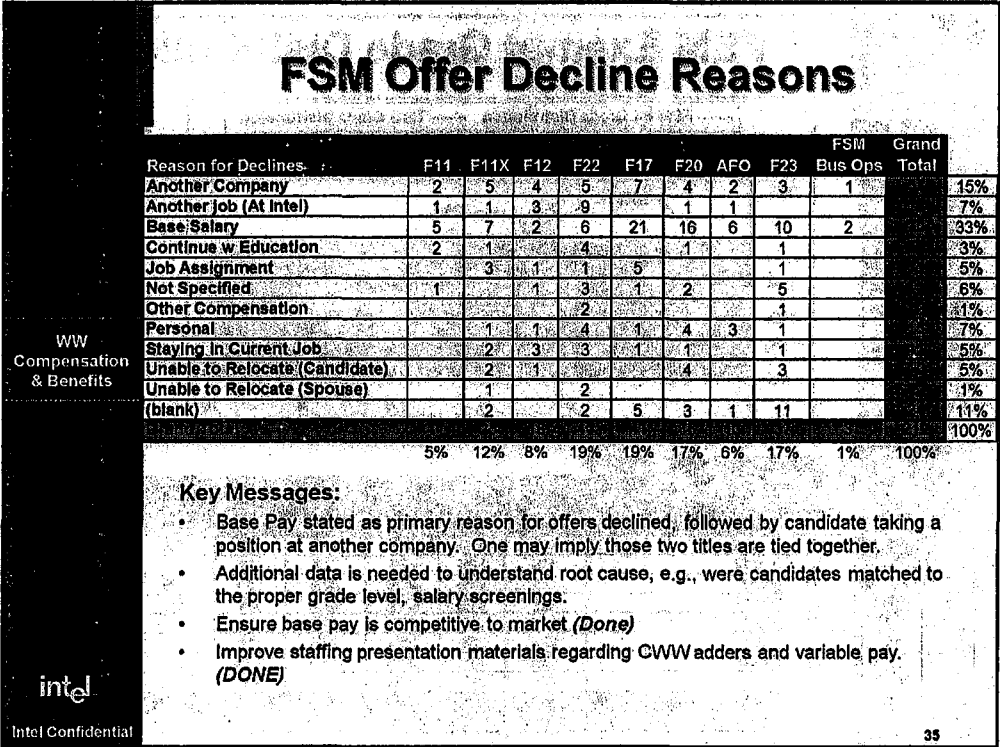 FSM Offer Decline Reasons
FSM Grand
Reason for Declines F11 F11X F12 F22 F17 F20 AFO F23 Bus Ops Total
Another Company 2 5 4 5 7 4 2 3 1 15%
Another job (At Intel) 1 1 3 9 1 1 7%
Base Salary 5 7 2 6 21 16 6 10 2 33%
Continue w Education 2 1 4 1 1 3%
Job Assignment 3 1 1 5 1 5%
Not Specified 1 1 3 1 2 5 6%
Other Compensation 2 1 1%
Personal 1 1 4 1 4 3 1 7%
Staying in Current Job 2 3 3 1 1 1 5%
Unable to Relocate (Candidate) 2 1 4 3 5%
Unable to Relocate (Spouse) 1 2 1%
(blank) 2 2 5 3 1 11 11%
100%
5% 12% 8% 19% 19% 17% 6% 17% 1% 100%
WW
Compensation
& Benefits
Key Messages:
• Base Pay stated as primary reason for offers declined, followed by candidate taking a
position at another company. One may imply those two titles are tied together.
• Additional data is needed to understand root cause, e.g., were candidates matched to
the proper grade level, salary screenings.
• Ensure base pay is competitive to market (Done)
• Improve staffing presentation materials regarding CWW adders and variable pay.
(DONE)
intel
Intel Confidential
35